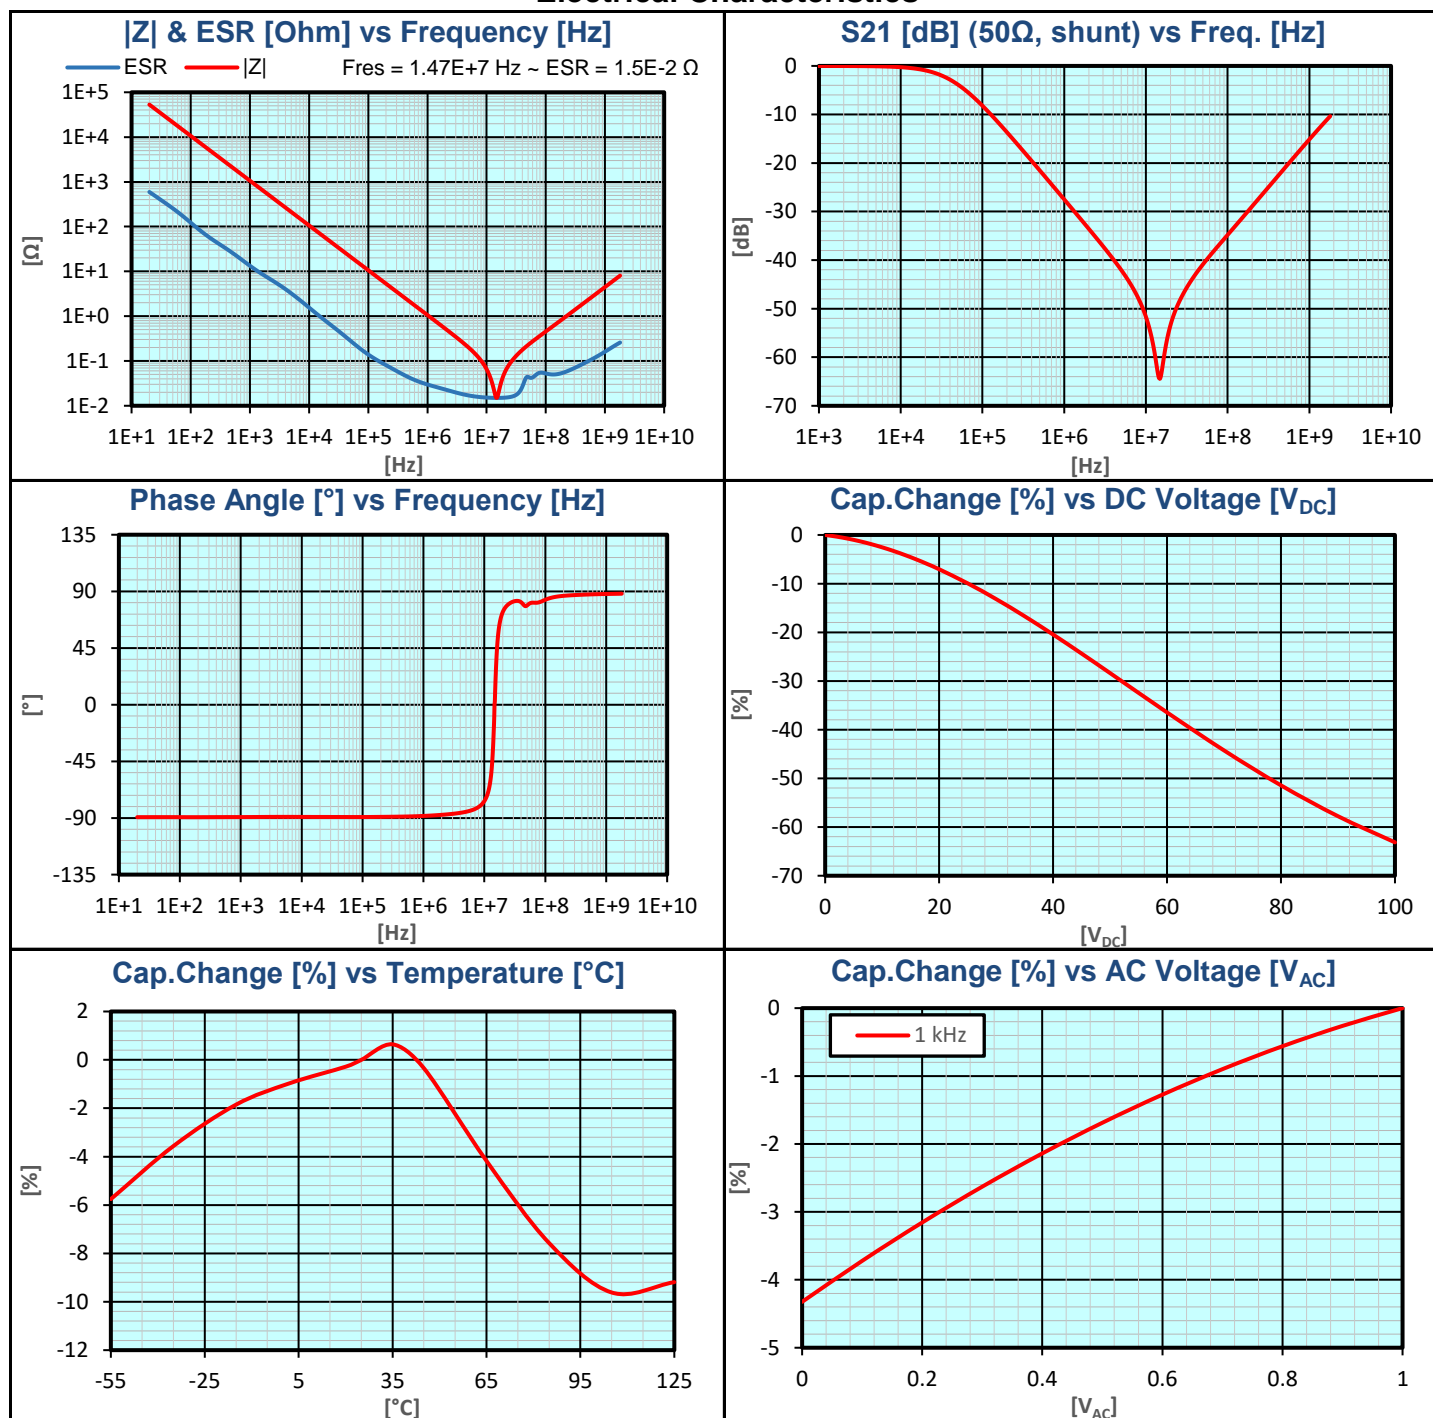 Electrical Characteristics
|Z| & ESR [Ohm] vs Frequency [Hz]
ESR |Z| Fres = 1.47E+7 Hz ~ ESR = 1.5E-2 Ω
1E+5
1E+4
1E+3
1E+2
1E+1
1E+0
1E-1
1E-2
[Ω]
1E+1 1E+2 1E+3 1E+4 1E+5 1E+6 1E+7 1E+8 1E+9 1E+10
[Hz]
S21 [dB] (50Ω, shunt) vs Freq. [Hz]
0
-10
-20
-30
-40
-50
-60
-70
[dB]
1E+3 1E+4 1E+5 1E+6 1E+7 1E+8 1E+9 1E+10
[Hz]
Phase Angle [°] vs Frequency [Hz]
135
90
45
0
-45
-90
-135
[°]
1E+1 1E+2 1E+3 1E+4 1E+5 1E+6 1E+7 1E+8 1E+9 1E+10
[Hz]
Cap.Change [%] vs DC Voltage [VDC]
0
-10
-20
-30
-40
-50
-60
-70
[%]
0 20 40 60 80 100
[VDC]
Cap.Change [%] vs Temperature [°C]
2
0
-2
-4
-6
-8
-10
-12
[%]
-55 -25 5 35 65 95 125
[°C]
Cap.Change [%] vs AC Voltage [VAC]
1 kHz
0
-1
-2
-3
-4
-5
[%]
0 0.2 0.4 0.6 0.8 1
[VAC]